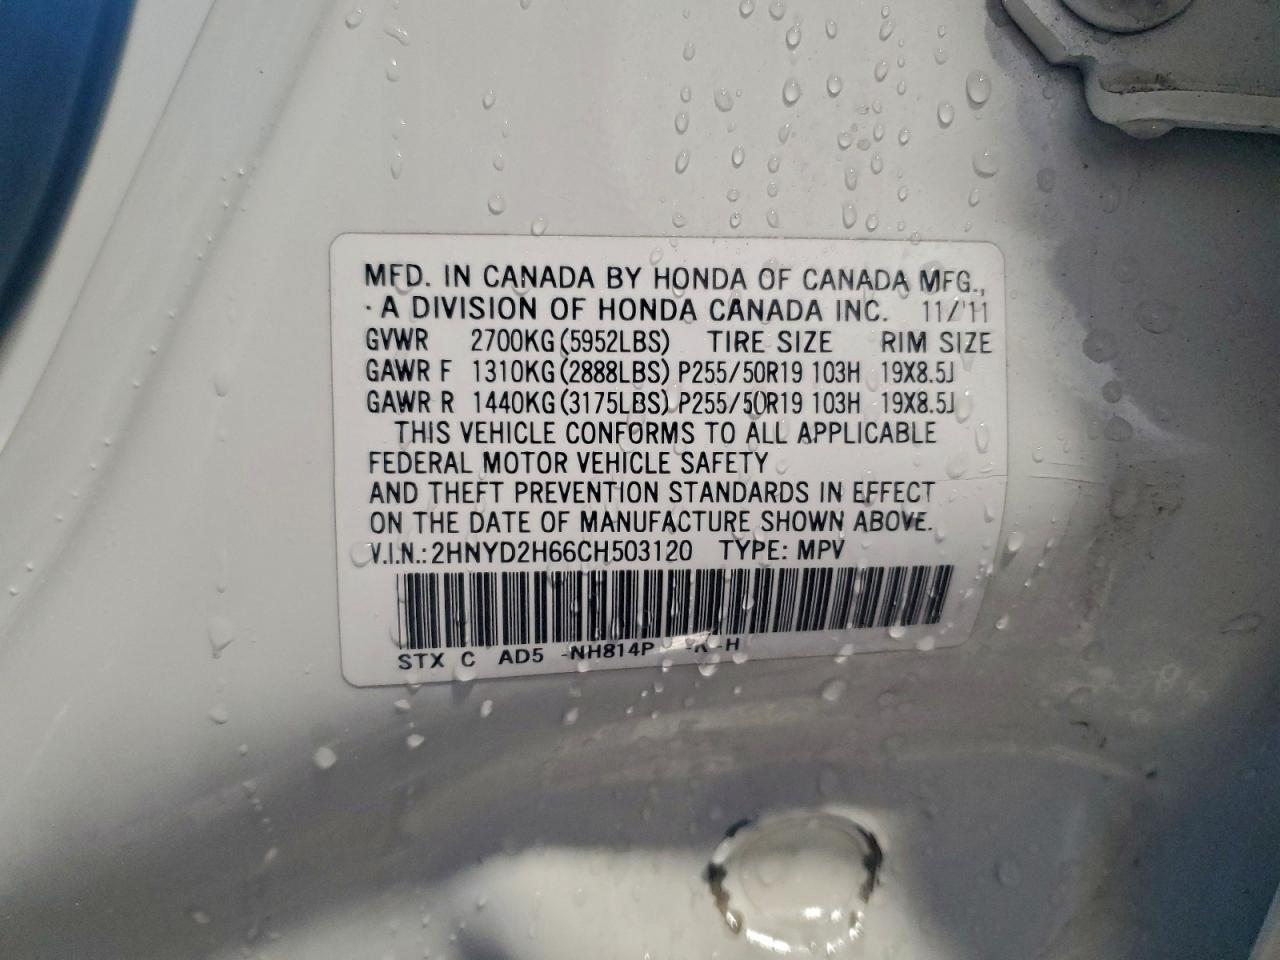 MFD. IN CANADA BY HONDA OF CANADA MFG.,
A DIVISION OF HONDA CANADA INC. 11/'11
GVWR 2700KG(5952LBS) TIRE SIZE RIM SIZE
GAWR F 1310KG(2888LBS) P255/50R19 103H 19X8.5J
GAWR R 1440KG(3175LBS) P255/50R19 103H 19X8.5J
THIS VEHICLE CONFORMS TO ALL APPLICABLE
FEDERAL MOTOR VEHICLE SAFETY
AND THEFT PREVENTION STANDARDS IN EFFECT
ON THE DATE OF MANUFACTURE SHOWN ABOVE.
V.I.N.: 2HNYD2H66CH503120 TYPE: MPV
STX C AD5 -NH814P -H